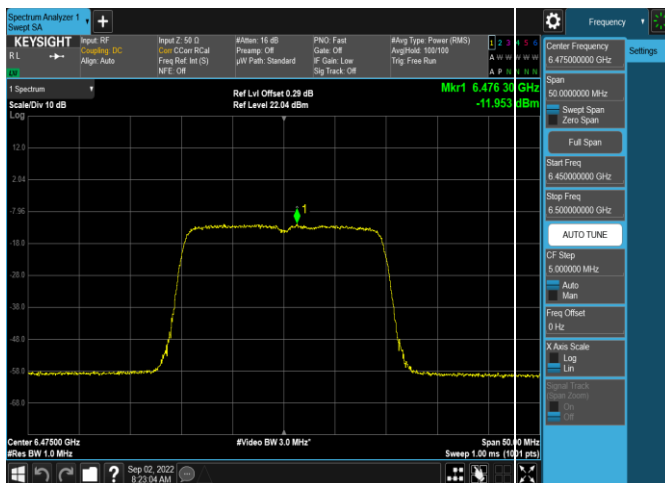 Spectrum Analyzer 1
Swept SA
+
Frequency
KEYSIGHT
RL
Input: RF
Coupling: DC
Align: Auto
Input Z: 50 Ω
Corr CCorr RCal
Freq Ref: Int (S)
NFE: Off
#Atten: 16 dB
Preamp: Off
µW Path: Standard
PNO: Fast
Gate: Off
IF Gain: Low
Sig Track: Off
#Avg Type: Power (RMS)
Avg|Hold: 100/100
Trig: Free Run
1 2 3 4 5 6
A W W W W W
A P N N N N
LXI
1 Spectrum
Scale/Div 10 dB
Log
Ref Lvl Offset 0.29 dB
Ref Level 22.04 dBm
Mkr1 6.476 30 GHz
-11.953 dBm
12.0
2.04
-7.96
-18.0
-28.0
-38.0
-48.0
-58.0
-68.0
1
Center 6.47500 GHz
#Res BW 1.0 MHz
#Video BW 3.0 MHz*
Span 50.00 MHz
Sweep 1.00 ms (1001 pts)
Sep 02, 2022
8:23:04 AM
?
Center Frequency
6.475000000 GHz
Settings
Span
50.0000000 MHz
Swept Span
Zero Span
Full Span
Start Freq
6.450000000 GHz
Stop Freq
6.500000000 GHz
AUTO TUNE
CF Step
5.000000 MHz
Auto
Man
Freq Offset
0 Hz
X Axis Scale
Log
Lin
Signal Track
(Span Zoom)
On
Off